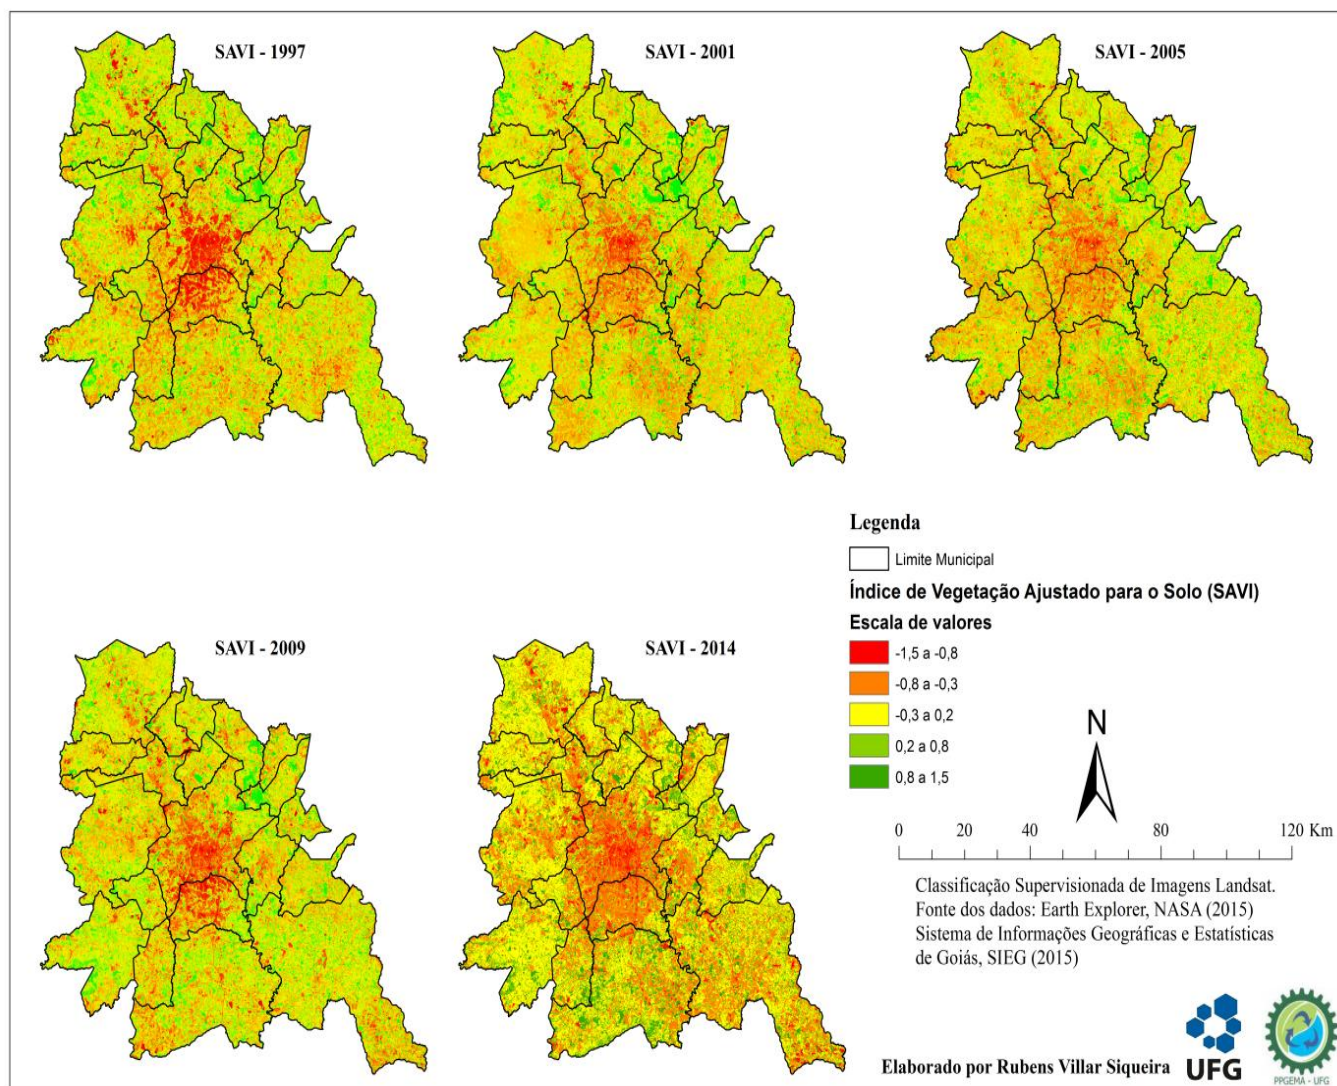 SAVI - 1997
SAVI - 2001
SAVI - 2005
Legenda
Limite Municipal
Índice de Vegetação Ajustado para o Solo (SAVI)
Escala de valores
-1,5 a -0,8
-0,8 a -0,3
-0,3 a 0,2
0,2 a 0,8
0,8 a 1,5
SAVI - 2009
SAVI - 2014
N
0 20 40 80 120 Km
Classificação Supervisionada de Imagens Landsat.
Fonte dos dados: Earth Explorer, NASA (2015)
Sistema de Informações Geográficas e Estatísticas
de Goiás, SIEG (2015)
Elaborado por Rubens Villar Siqueira
UFG
PPGEMA - UFG